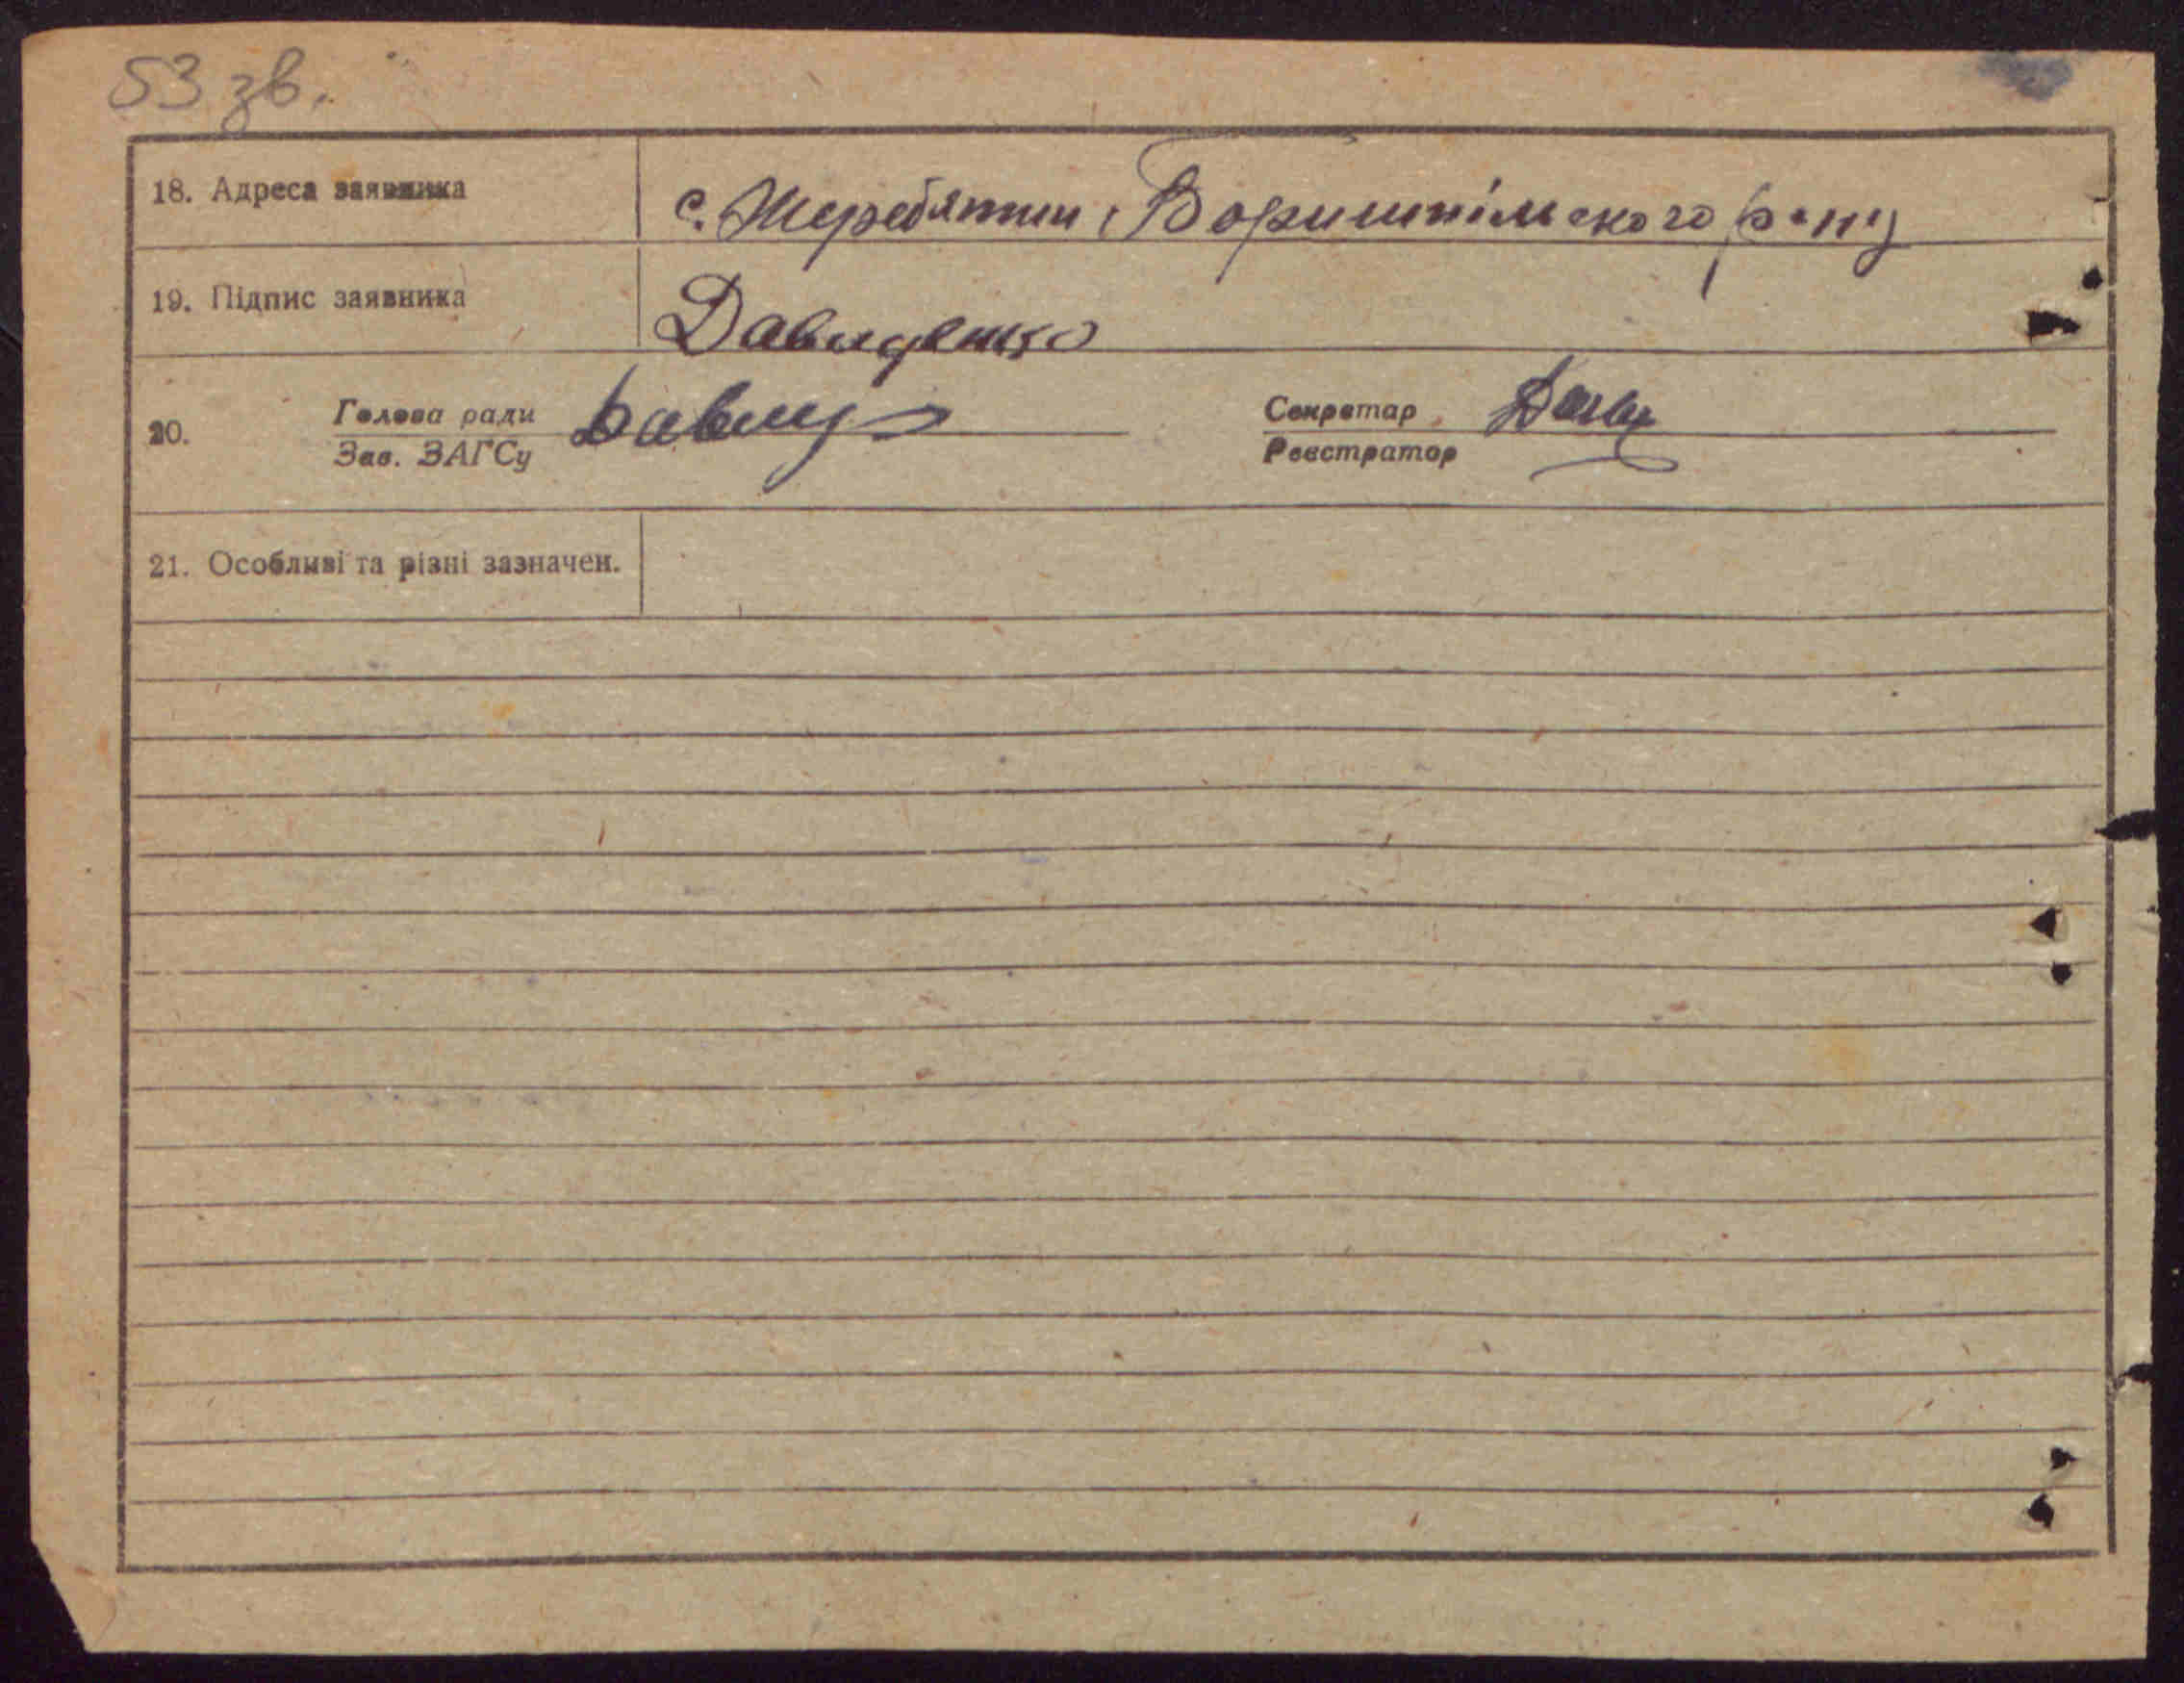 53 зв.
18. Адреса заявника с. Жеребятин, Бориспільського р-ну
19. Підпис заявника Давиденко
20. Голова ради Секретар
Зав. ЗАГСу Реєстратор
21. Особливі та різні зазначен.